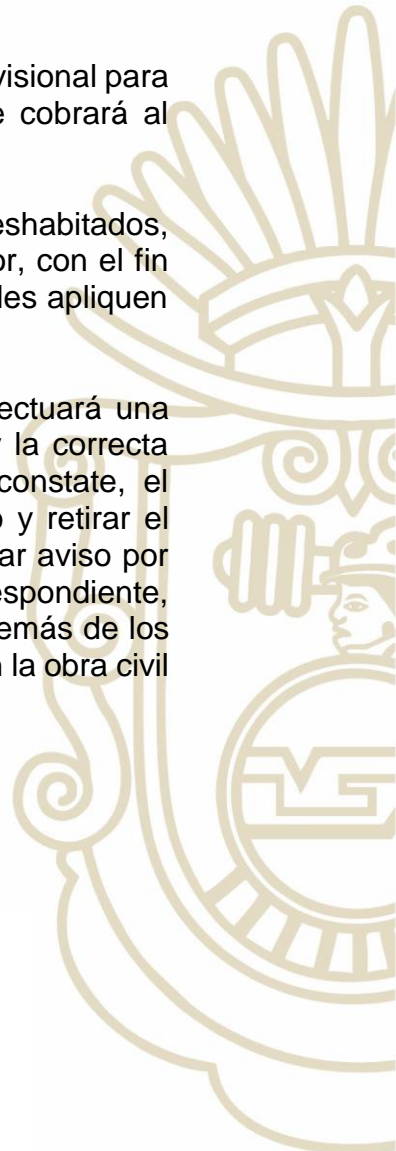 visional para
e cobrará al
eshabitados,
or, con el fin
les apliquen
ectuará una
y la correcta
constate, el
o y retirar el
ar aviso por
espondiente,
emás de los
n la obra civil